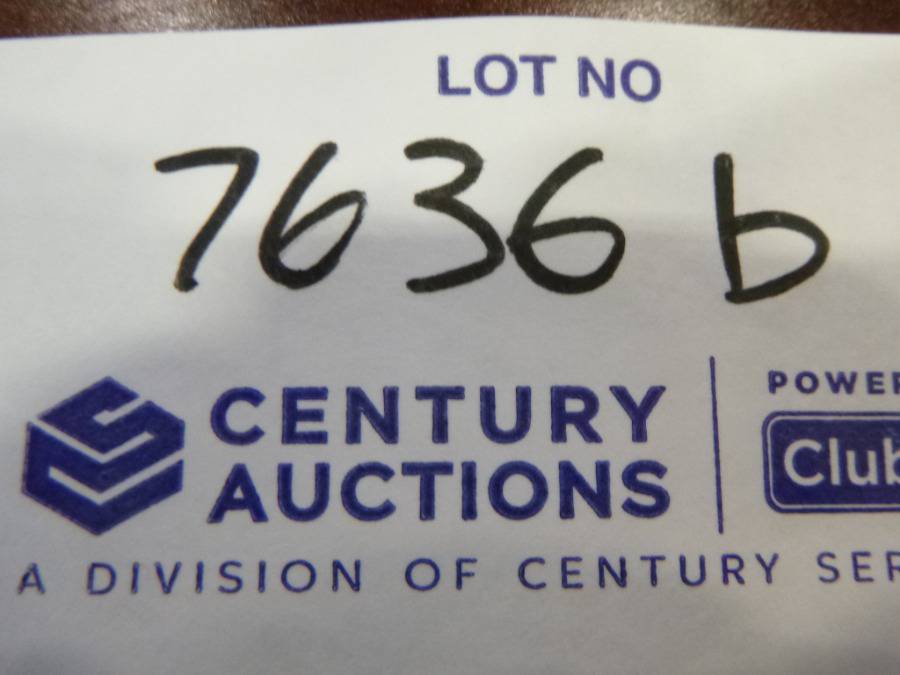 LOT NO
7636 b
CENTURY
AUCTIONS
Club
A DIVISION OF CENTURY